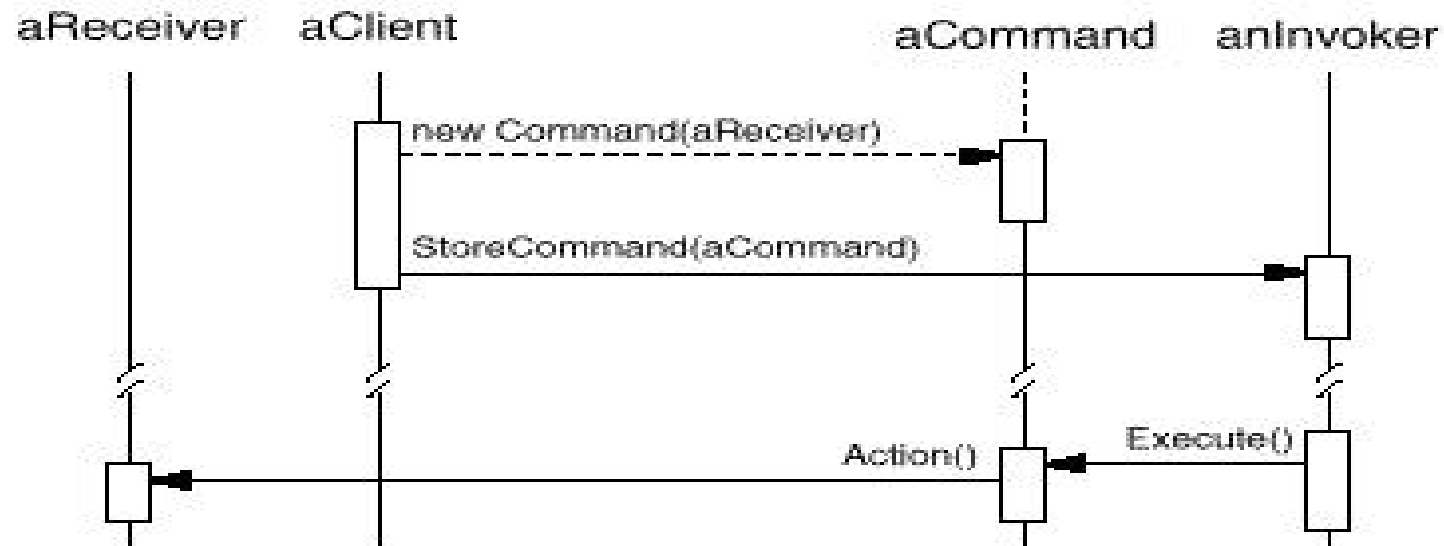 aReceiver aClient aCommand anInvoker
new Command(aReceiver)
StoreCommand(aCommand)
Execute()
Action()